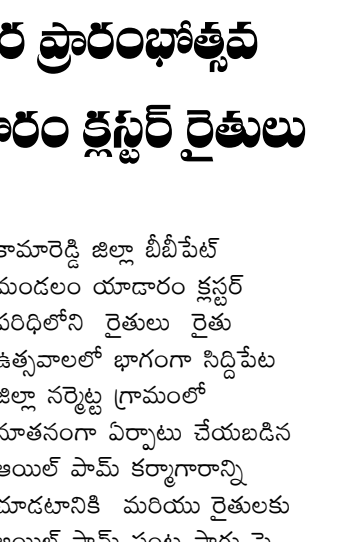 ర ప్రారంభోత్సవ
ారం క్లస్టర్ రైతులు
కామారెడ్డి జిల్లా బీబీపేట్
మండలం యాడారం క్లస్టర్
పరిధిలోని రైతులు రైతు
ఉత్సవాలలో భాగంగా సిద్దిపేట
జిల్లా నర్మెట్ట గ్రామంలో
నూతనంగా ఏర్పాటు చేయబడిన
ఆయిల్ పామ్ కర్మాగారాన్ని
చూడటానికి మరియు రైతులకు
ఆయిల్ పామ్ పంట సాగు పై